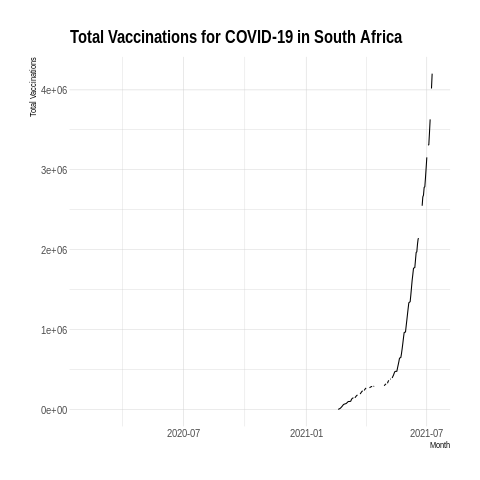 Total Vaccinations for COVID-19 in South Africa
Total Vaccinations
4e+06
3e+06
2e+06
1e+06
0e+00
2020-07
2021-01
2021-07
Month